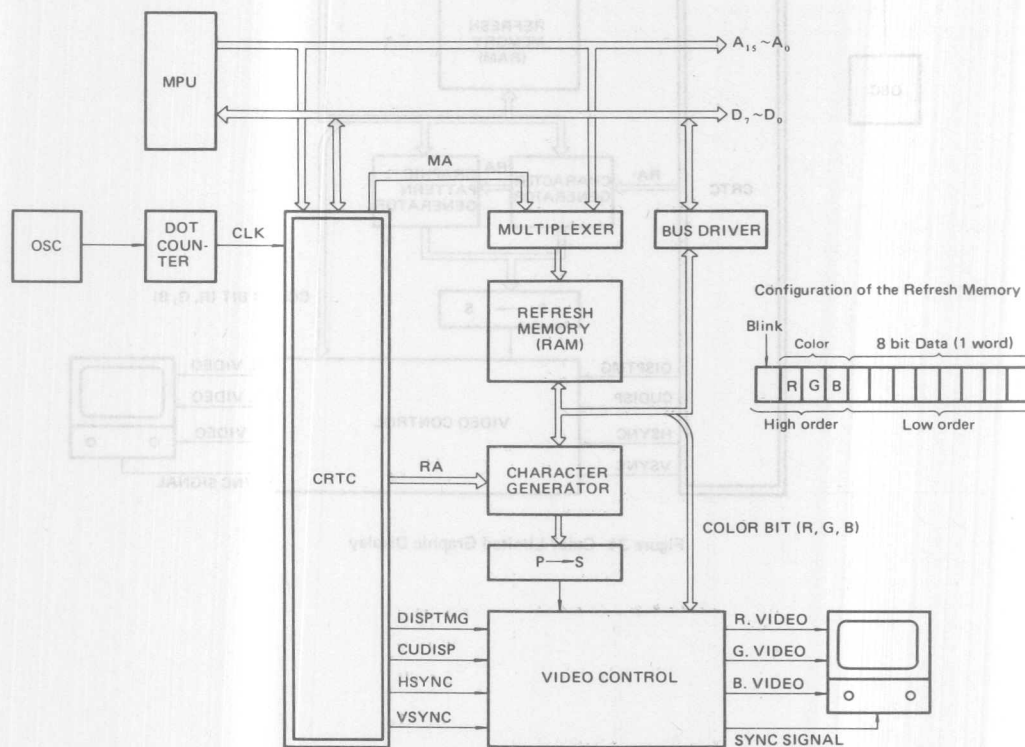 MPU
A₁₅~A₀
D₇~D₀
MA
OSC
DOT
COUN-
TER
CLK
MULTIPLEXER
BUS DRIVER
REFRESH
MEMORY
(RAM)
Configuration of the Refresh Memory
Blink
Color
8 bit Data (1 word)
R G B
High order
Low order
CRTC
RA
CHARACTER
GENERATOR
COLOR BIT (R, G, B)
P→S
DISPTMG
CUDISP
HSYNC
VSYNC
VIDEO CONTROL
R. VIDEO
G. VIDEO
B. VIDEO
SYNC SIGNAL